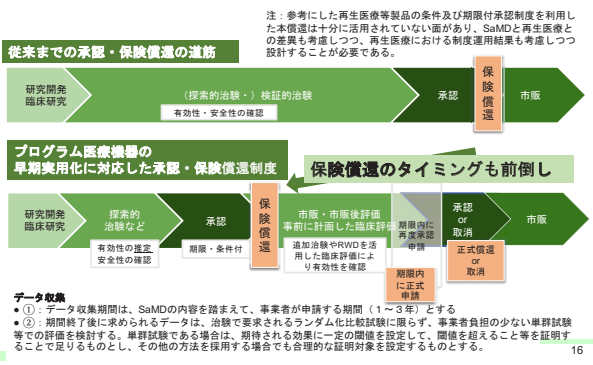 注：参考にした再生医療等製品の条件及び期限付承認制度を利用し
た本償還は十分に活用されていない面があり、SaMDと再生医療と
の差異も考慮しつつ、再生医療における制度運用結果も考慮しつつ
設計することが必要である。
従来までの承認・保険償還の道筋
研究開発
臨床研究
（探索的治験・）検証的治験
有効性・安全性の確認
承認
保険償還
市販
プログラム医療機器の
早期実用化に対応した承認・保険償還制度
保険償還のタイミングも前倒し
研究開発
臨床研究
探索的
治験など
有効性の推定
安全性の確認
承認
期限・条件付
保険償還
市販・市販後評価
事前に計画した臨床評価
追加治験やRWDを活
用した臨床評価によ
り有効性を確認
期限内に
再度承認
申請
期限内
に正式
申請
承認
or
取消
正式償還
or
取消
市販
データ収集
● ①：データ収集期間は、SaMDの内容を踏まえて、事業者が申請する期間（１～３年）とする
● ②：期間終了後に求められるデータは、治験で要求されるランダム化比較試験に限らず、事業者負担の少ない単群試験
等での評価を検討する。単群試験である場合は、期待される効果に一定の閾値を設定して、閾値を超えること等を証明す
ることで足りるものとし、その他の方法を採用する場合でも合理的な証明対象を設定するものとする。
16